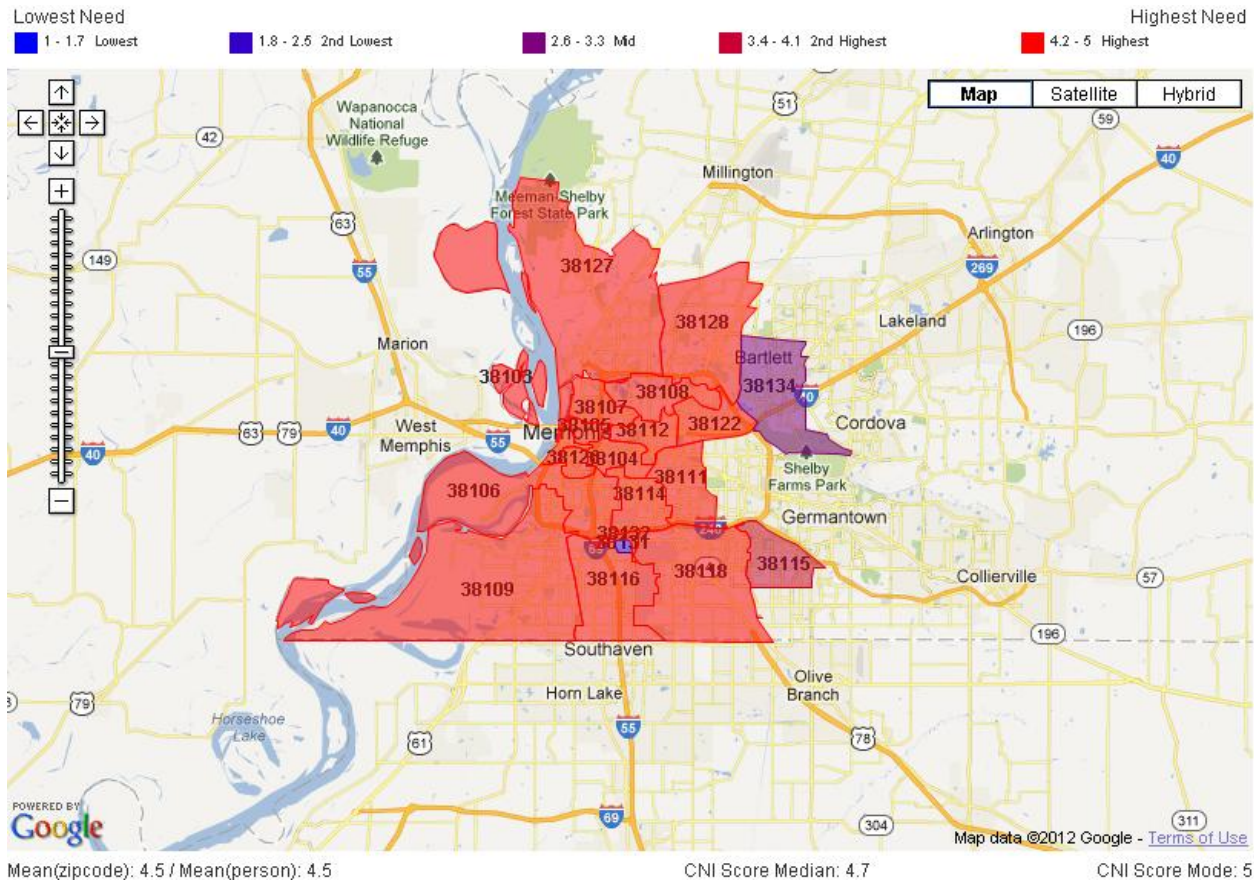 Lowest Need
Highest Need
1 - 1.7 Lowest
1.8 - 2.5 2nd Lowest
2.6 - 3.3 Mid
3.4 - 4.1 2nd Highest
4.2 - 5 Highest
Map
Satellite
Hybrid
Wapanocca
National
Wildlife Refuge
51
59
42
40
Millington
Meeman-Shelby
Forest State Park
63
Arlington
149
55
38127
269
38128
Lakeland
196
Marion
Bartlett
38103
38134
40
38108
38107
38122
Cordova
38105
38112
Memphis
West
Memphis
63
79
40
55
40
38104
Shelby
Farms Park
38111
38106
38114
Germantown
240
69
38115
38116
38118
38109
Collierville
57
196
Southaven
Horn Lake
Olive
Branch
79
Horseshoe
Lake
55
61
78
POWERED BY
Google
69
304
311
Map data ©2012 Google - Terms of Use
Mean(zipcode): 4.5 / Mean(person): 4.5
CNI Score Median: 4.7
CNI Score Mode: 5